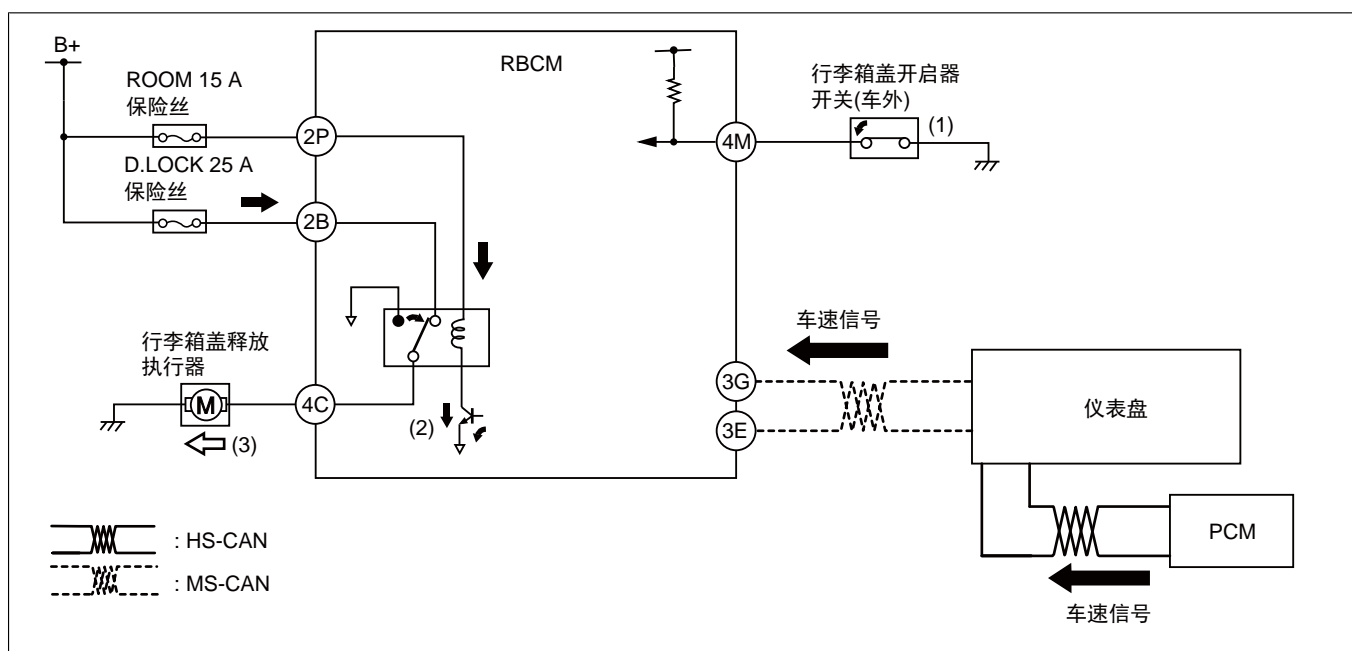 B+
ROOM 15 A
保险丝
D.LOCK 25 A
保险丝
RBCM
行李箱盖开启器
开关(车外)
(1)
2P
4M
2B
行李箱盖释放
执行器
M
(3)
4C
(2)
车速信号
3G
3E
仪表盘
PCM
车速信号
: HS-CAN
: MS-CAN